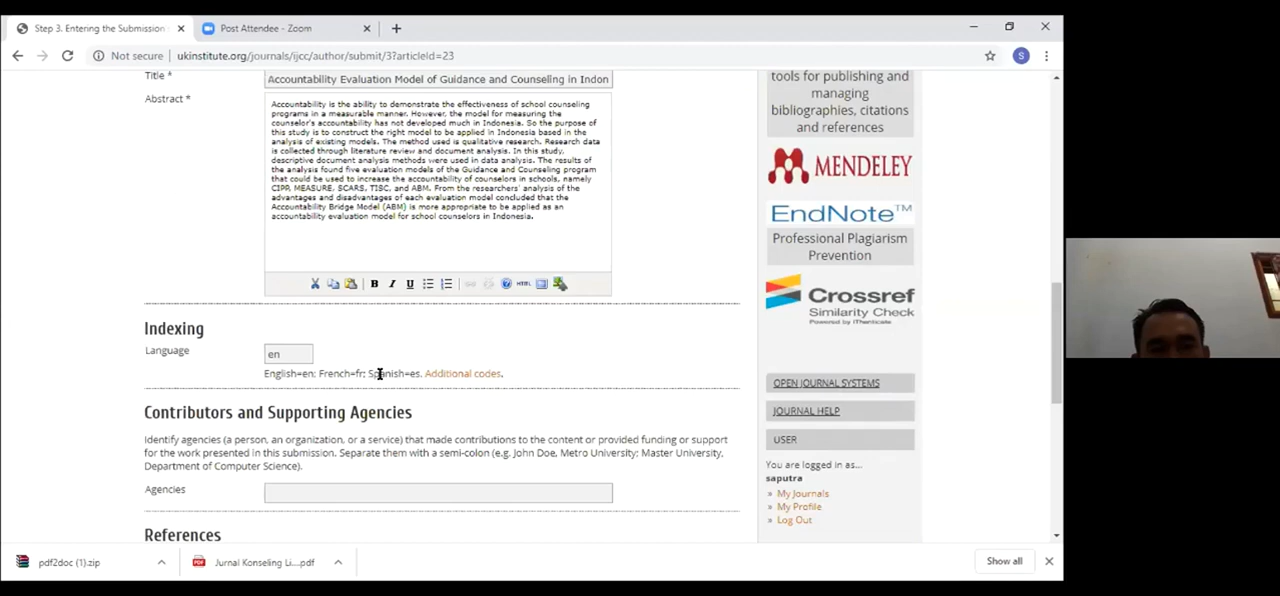 Step 3. Entering the Submission
Post Attendee - Zoom
Not secure
ukinstitute.org/journals/ijcc/author/submit/3?articleId=23
S
Title *
Accountability Evaluation Model of Guidance and Counseling in Indon
Abstract *
Accountability is the ability to demonstrate the effectiveness of school counseling
programs in a measurable manner. However, the model for measuring the
counselor's accountability has not developed much in Indonesia. So the purpose of
this study is to construct the right model to be applied in Indonesia based in the
analysis of existing models. The method used is qualitative research. Research data
is collected through literature review and document analysis. In this study,
descriptive document analysis methods were used in data analysis. The results of
the analysis found five evaluation models of the Guidance and Counseling program
that could be used to increase the accountability of counselors in schools, namely
CIPP, MEASURE, SCARS, TISC, and ABM. From the researchers' analysis of the
advantages and disadvantages of each evaluation model concluded that the
Accountability Bridge Model (ABM) is more appropriate to be applied as an
accountability evaluation model for school counselors in Indonesia.
B I U
HTML
Indexing
Language
en
English=en; French=fr; Spanish=es. Additional codes.
Contributors and Supporting Agencies
Identify agencies (a person, an organization, or a service) that made contributions to the content or provided funding or support
for the work presented in this submission. Separate them with a semi-colon (e.g. John Doe, Metro University; Master University,
Department of Computer Science).
Agencies
References
tools for publishing and
managing
bibliographies, citations
and references
MENDELEY
EndNote™
Professional Plagiarism
Prevention
Crossref
Similarity Check
Powered by iThenticate
OPEN JOURNAL SYSTEMS
JOURNAL HELP
USER
You are logged in as...
saputra
» My Journals
» My Profile
» Log Out
pdf2doc (1).zip
PDF
Jurnal Konseling Li....pdf
Show all